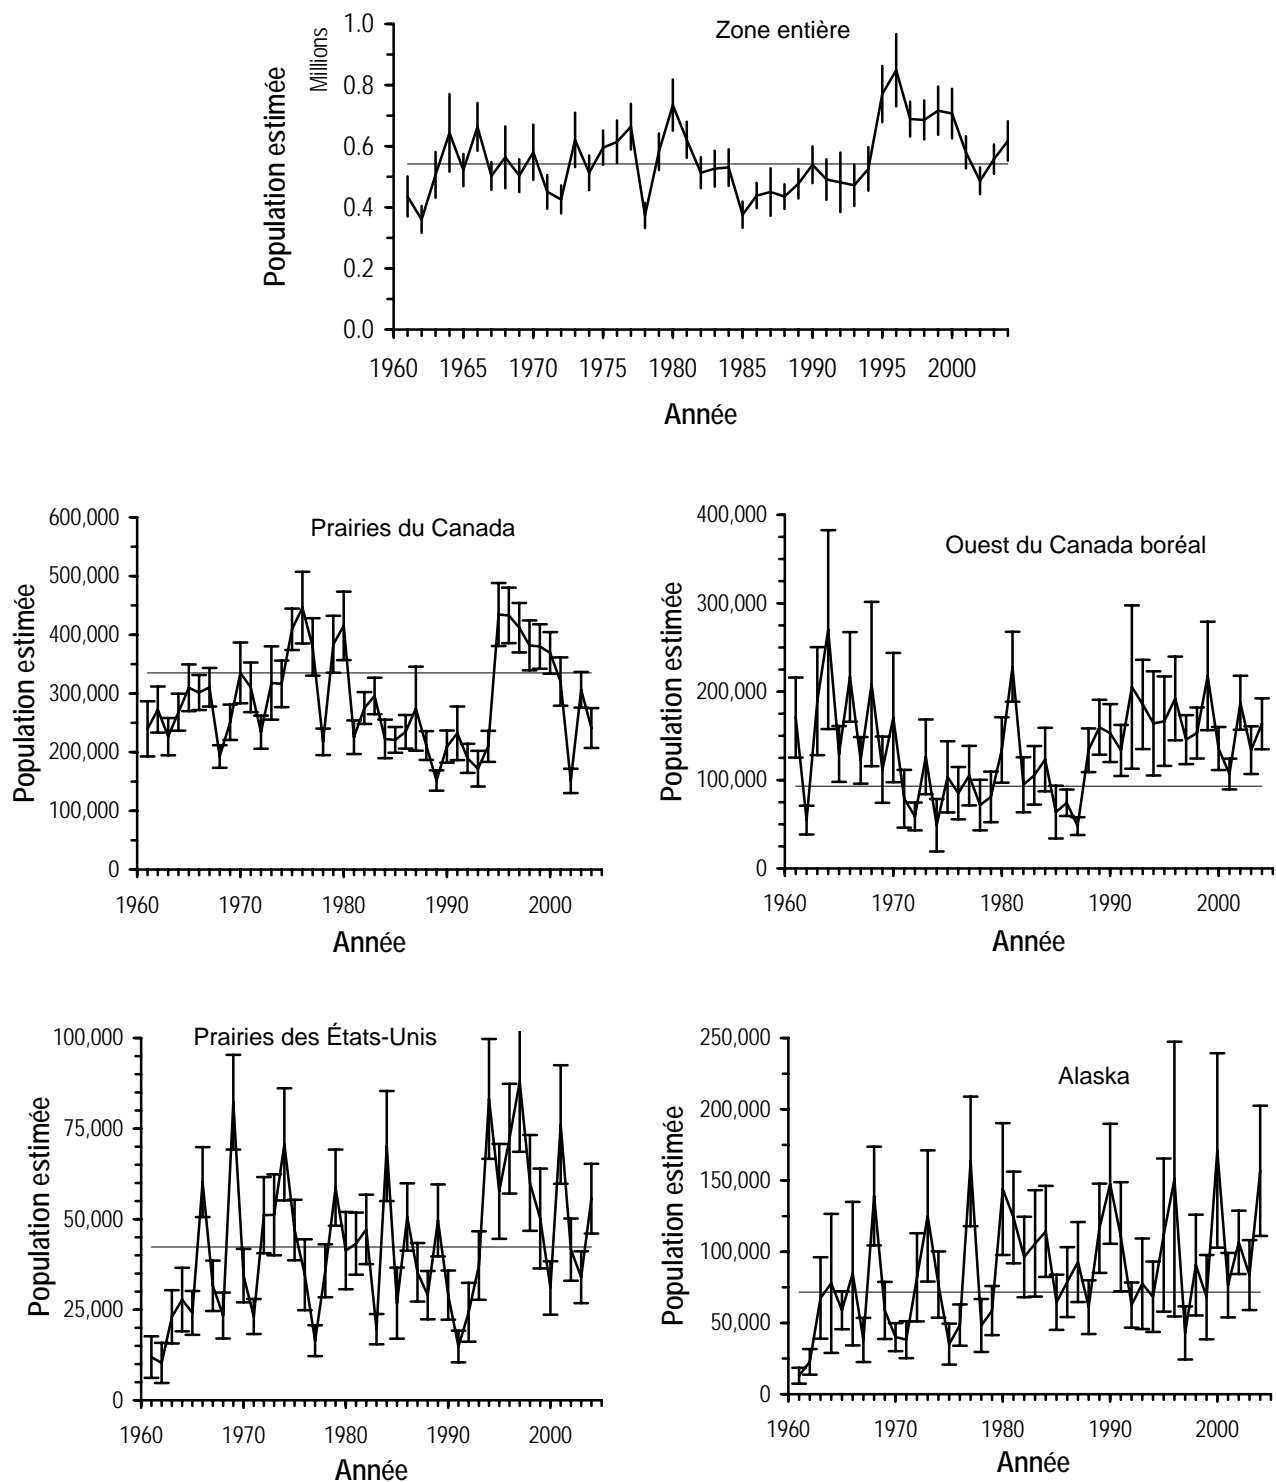 Zone entière
Millions
Population estimée
1.0
0.8
0.6
0.4
0.2
0.0
1960 1965 1970 1975 1980 1985 1990 1995 2000
Année
Prairies du Canada
Population estimée
600,000
500,000
400,000
300,000
200,000
100,000
0
1960 1970 1980 1990 2000
Année
Ouest du Canada boréal
Population estimée
400,000
300,000
200,000
100,000
0
1960 1970 1980 1990 2000
Année
Prairies des États-Unis
Population estimée
100,000
75,000
50,000
25,000
0
1960 1970 1980 1990 2000
Année
Alaska
Population estimée
250,000
200,000
150,000
100,000
50,000
0
1960 1970 1980 1990 2000
Année